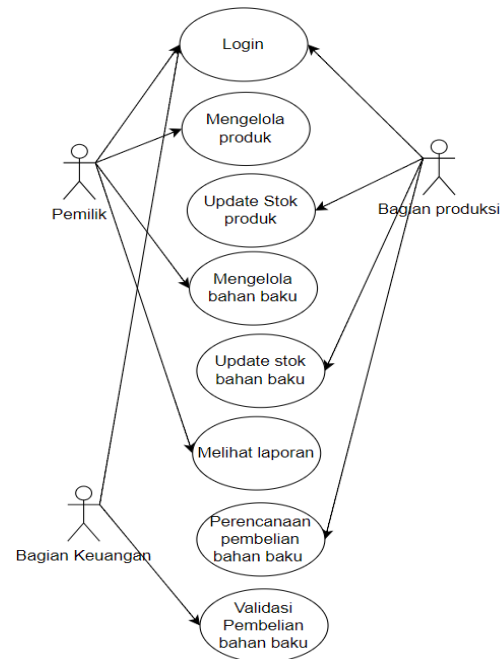 Login
Mengelola
produk
Pemilik
Update Stok
produk
Bagian produksi
Mengelola
bahan baku
Update stok
bahan baku
Melihat laporan
Bagian Keuangan
Perencanaan
pembelian
bahan baku
Validasi
Pembelian
bahan baku